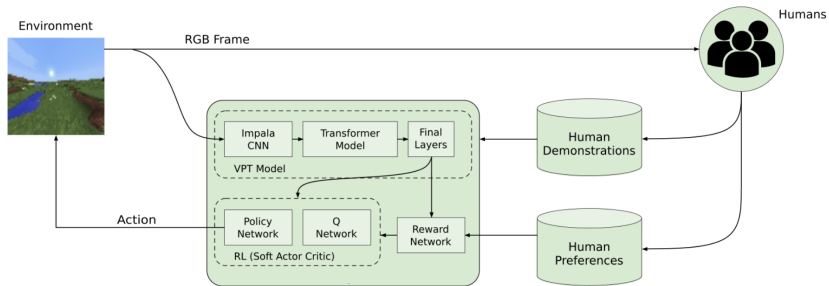 Environment
Humans
RGB Frame
Impala
CNN
Transformer
Model
Final
Layers
VPT Model
Human
Demonstrations
Action
Policy
Network
Q
Network
Reward
Network
RL (Soft Actor Critic)
Human
Preferences